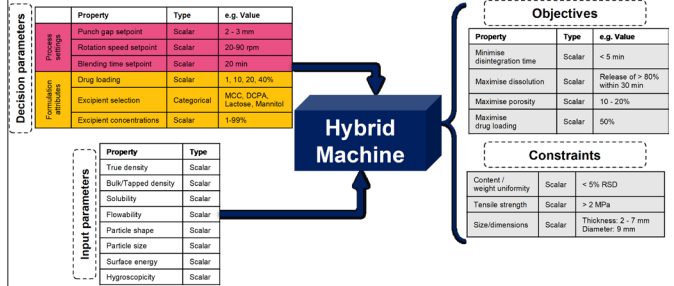 Decision parameters
Property Type e.g. Value
Process settings
Punch gap setpoint Scalar 2 - 3 mm
Rotation speed setpoint Scalar 20-90 rpm
Blending time setpoint Scalar 20 min
Formulation attributes
Drug loading Scalar 1, 10, 20, 40%
Excipient selection Categorical MCC, DCPA,
Lactose, Mannitol
Excipient concentrations Scalar 1-99%
Input parameters
Property Type
True density Scalar
Bulk/Tapped density Scalar
Solubility Scalar
Flowability Scalar
Particle shape Scalar
Particle size Scalar
Surface energy Scalar
Hygroscopicity Scalar
Hybrid
Machine
Objectives
Property Type e.g. Value
Minimise
disintegration time Scalar < 5 min
Maximise dissolution Scalar Release of > 80%
within 30 min
Maximise porosity Scalar 10 - 20%
Maximise
drug loading Scalar 50%
Constraints
Content /
weight uniformity Scalar < 5% RSD
Tensile strength Scalar > 2 MPa
Size/dimensions Scalar Thickness: 2 - 7 mm
Diameter: 9 mm